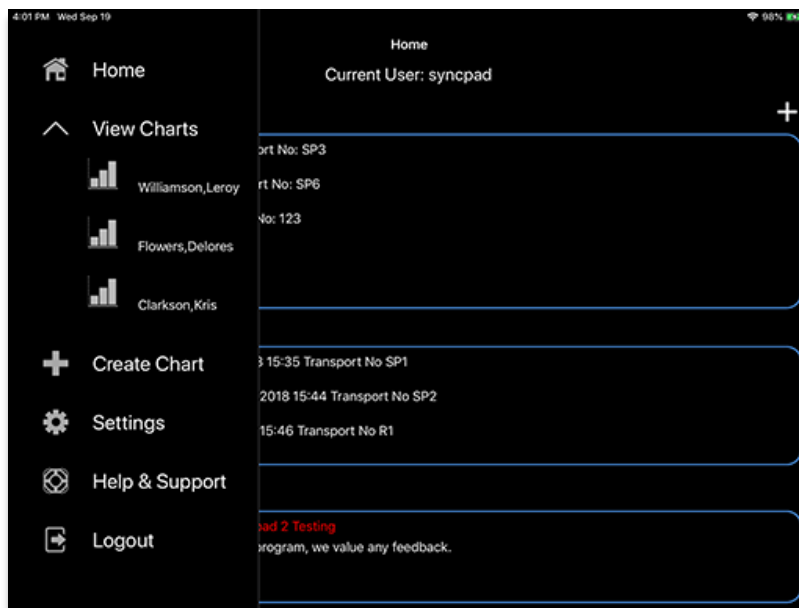 4:01 PM Wed Sep 19
98%
Home
Current User: syncpad
Home
View Charts
Williamson,Leroy
Flowers,Delores
Clarkson,Kris
Create Chart
Settings
Help & Support
Logout
ort No: SP3
rt No: SP6
No: 123
15:35 Transport No SP1
2018 15:44 Transport No SP2
15:46 Transport No R1
ad 2 Testing
program, we value any feedback.